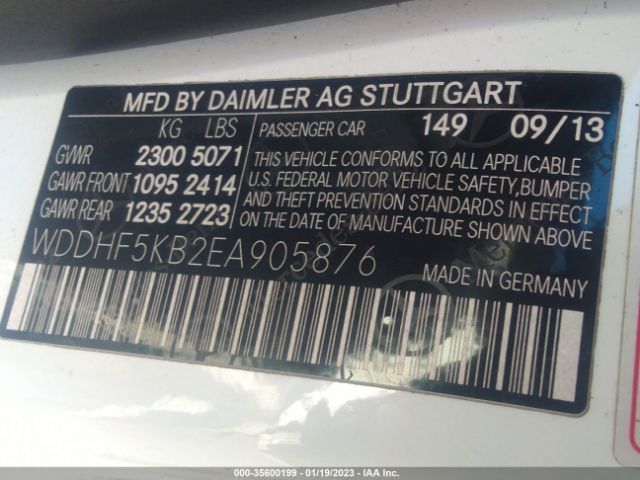 MFD BY DAIMLER AG STUTTGART
KG LBS
GVWR 2300 5071
GAWR FRONT 1095 2414
GAWR REAR 1235 2723
PASSENGER CAR 149 09/13
THIS VEHICLE CONFORMS TO ALL APPLICABLE
U.S. FEDERAL MOTOR VEHICLE SAFETY, BUMPER
AND THEFT PREVENTION STANDARDS IN EFFECT
ON THE DATE OF MANUFACTURE SHOWN ABOVE
WDDHF5KB2EA905876
MADE IN GERMANY
000-35600199 - 01/19/2023 - IAA Inc.